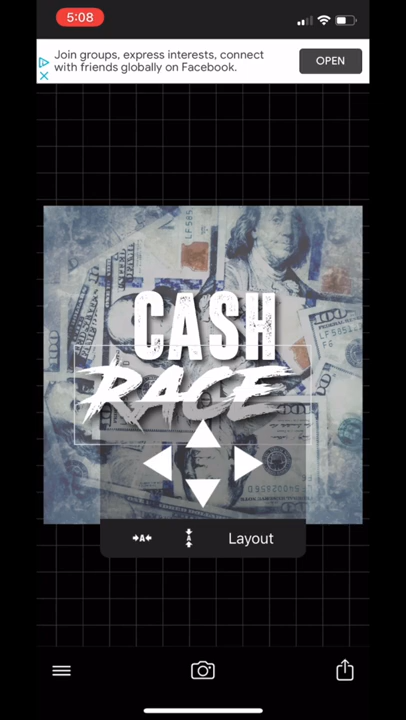 5:08
Join groups, express interests, connect
with friends globally on Facebook.
OPEN
CASH
RACE
Layout